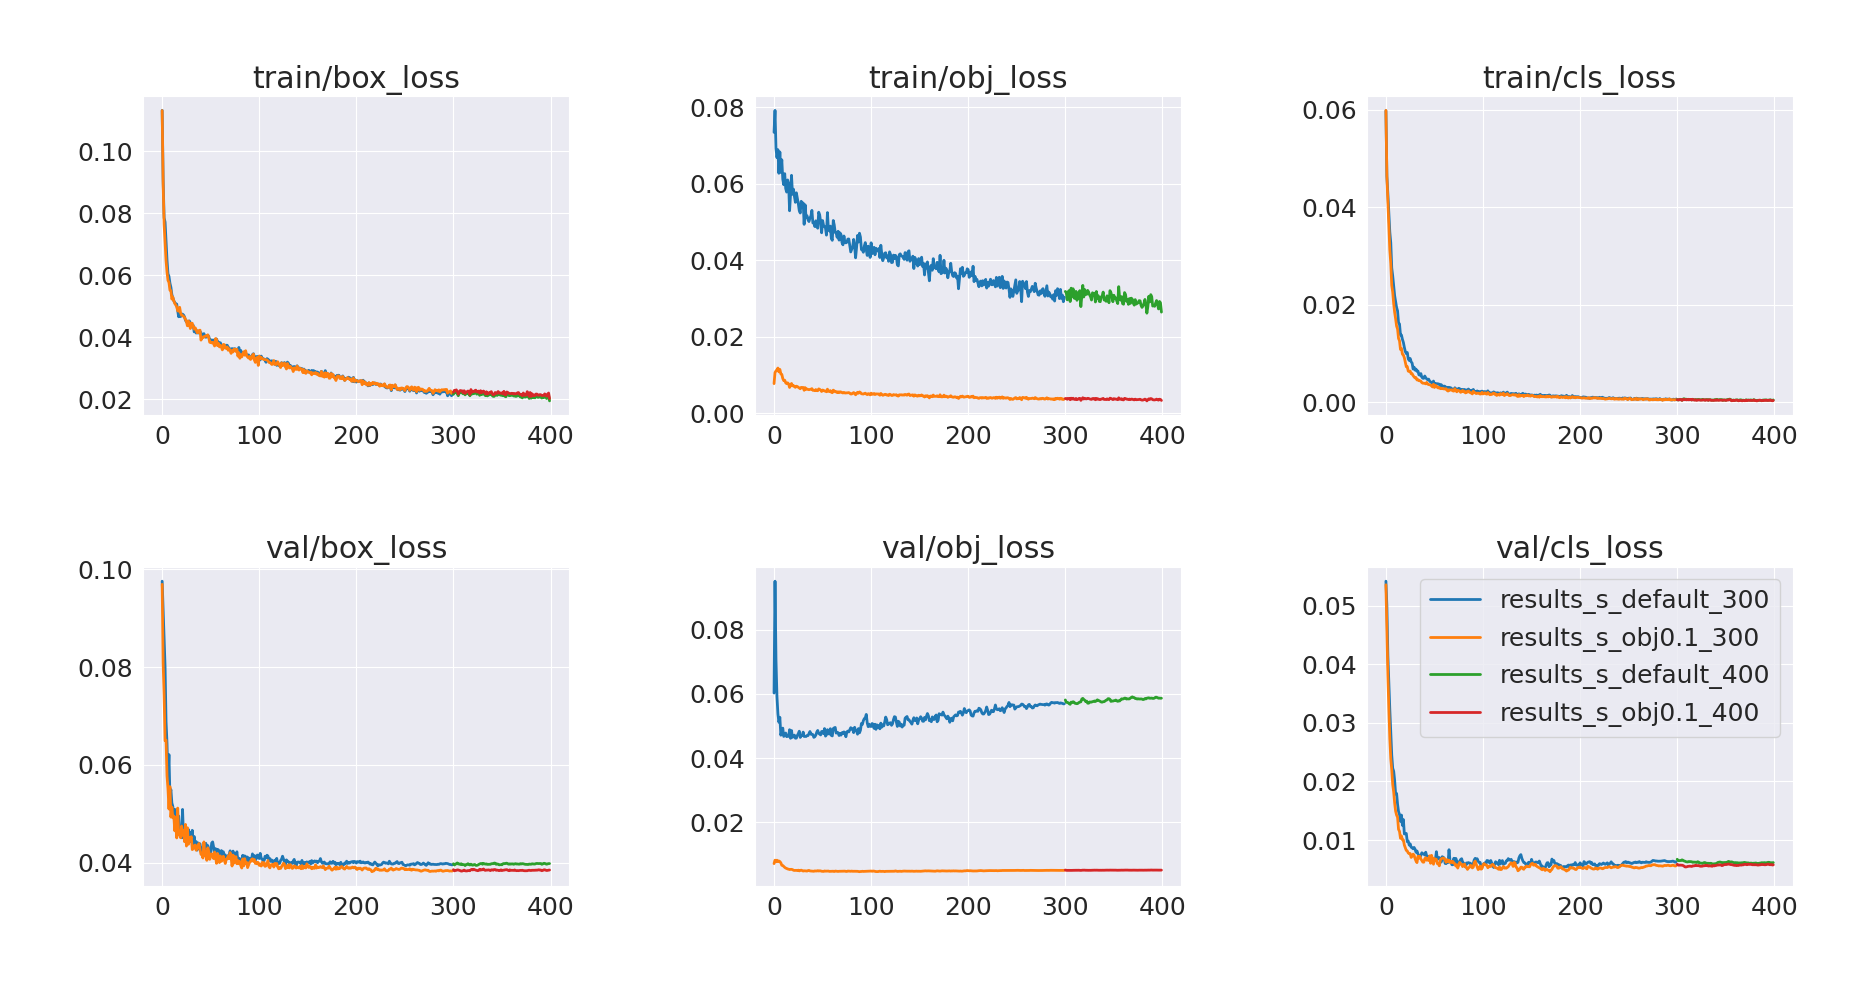 train/box_loss
0.10
0.08
0.06
0.04
0.02
0 100 200 300 400
train/obj_loss
0.08
0.06
0.04
0.02
0.00
0 100 200 300 400
train/cls_loss
0.06
0.04
0.02
0.00
0 100 200 300 400
val/box_loss
0.10
0.08
0.06
0.04
0 100 200 300 400
val/obj_loss
0.08
0.06
0.04
0.02
0 100 200 300 400
val/cls_loss
0.05
0.04
0.03
0.02
0.01
0 100 200 300 400
results_s_default_300
results_s_obj0.1_300
results_s_default_400
results_s_obj0.1_400